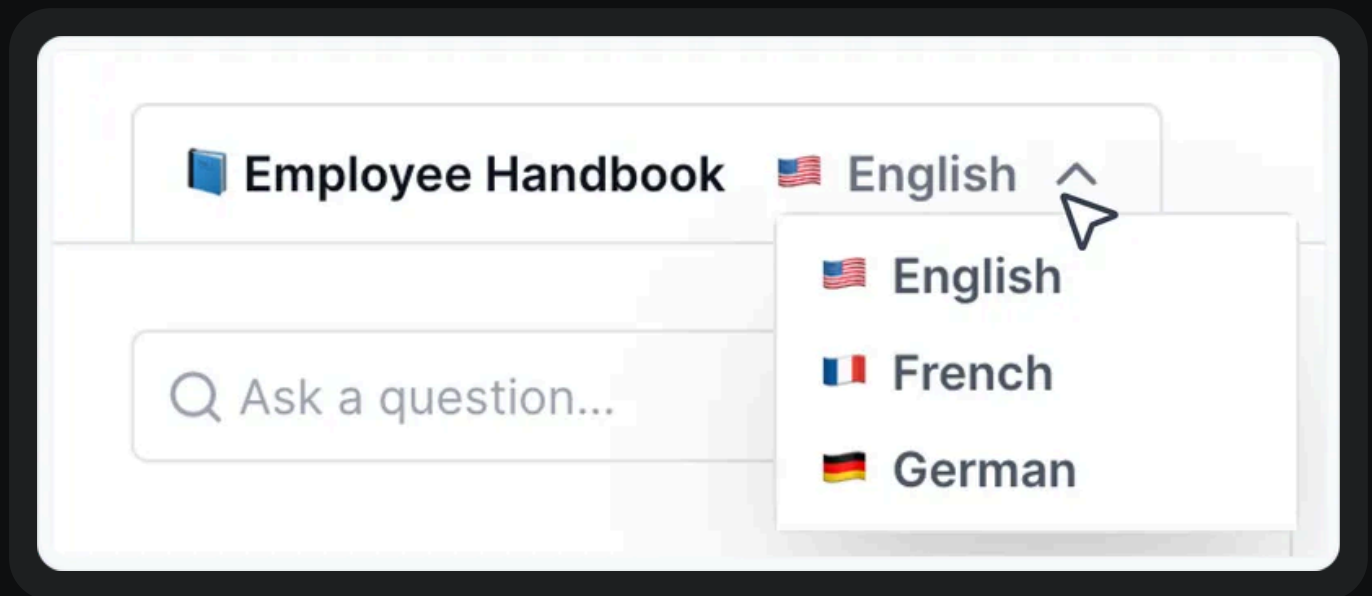 Employee Handbook English
English
French
Ask a question...
German